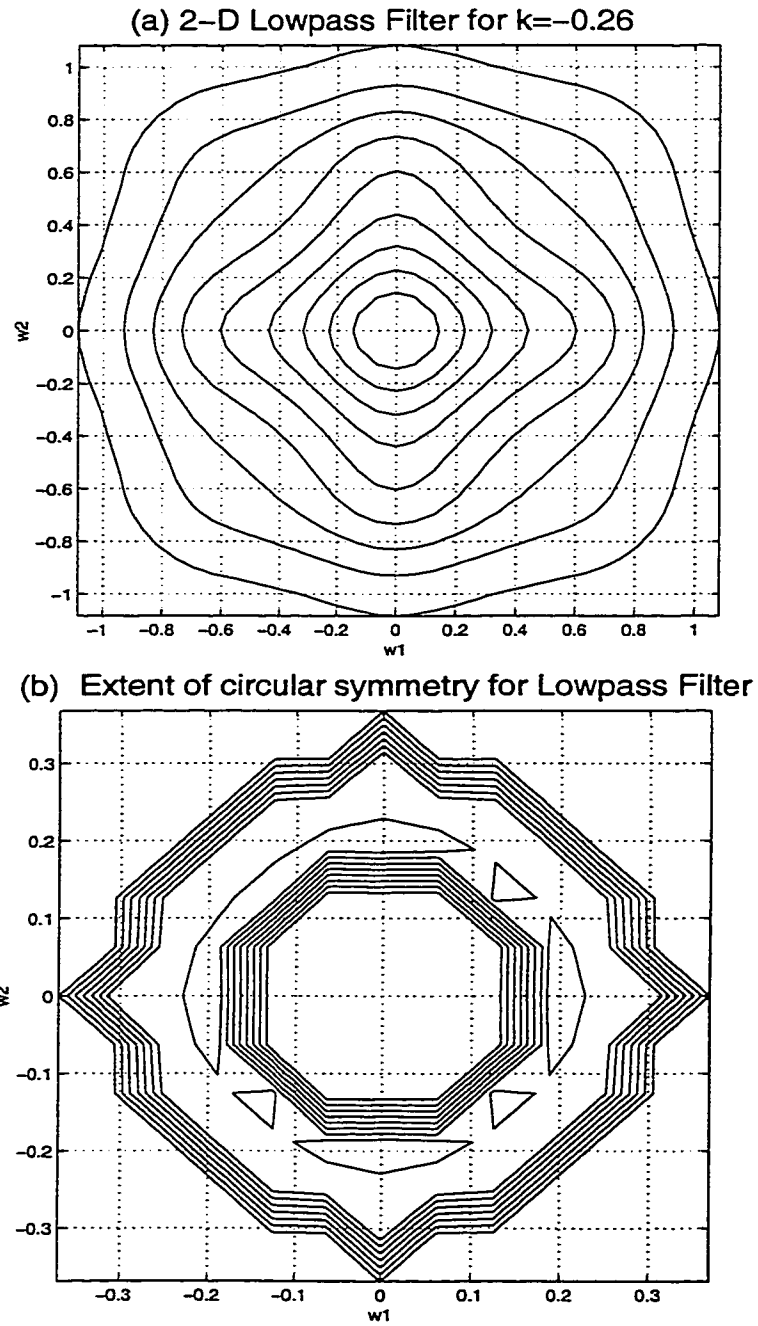 (a) 2-D Lowpass Filter for k=-0.26
1
0.8
0.6
0.4
0.2
0
-0.2
-0.4
-0.6
-0.8
-1
w2
-1 -0.8 -0.6 -0.4 -0.2 0 0.2 0.4 0.6 0.8 1
w1
(b) Extent of circular symmetry for Lowpass Filter
0.3
0.2
0.1
0
-0.1
-0.2
-0.3
w2
-0.3 -0.2 -0.1 0 0.1 0.2 0.3
w1